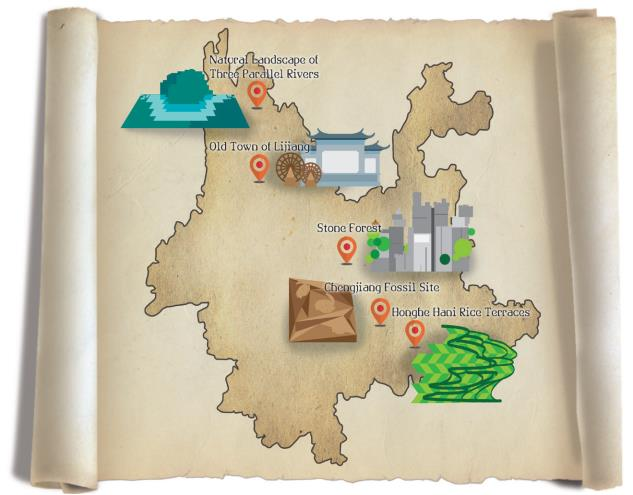 Natural Landscape of
Three Parallel Rivers
Old Town of Lijiang
Stone Forest
Chengjiang Fossil Site
Honghe Hani Rice Terraces